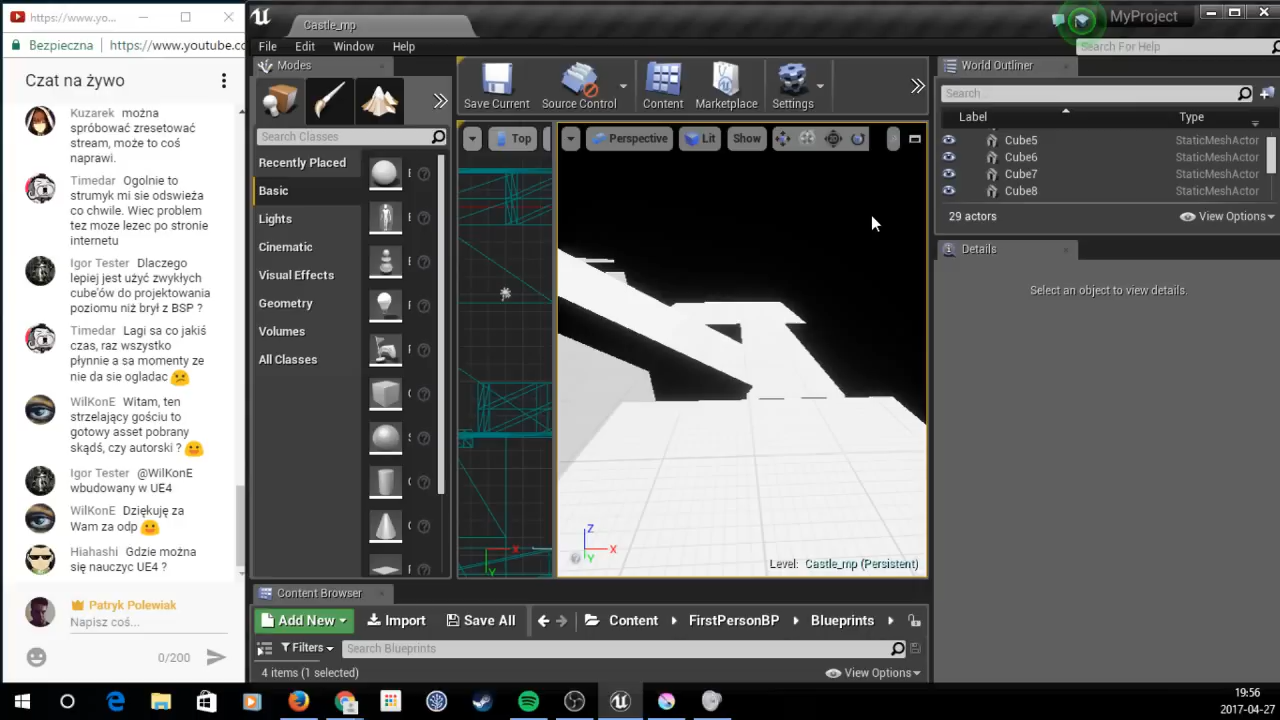 https://www.yo...
Bezpieczna
https://www.youtube.co
Czat na żywo
Kuzarek można
spróbować zresetować
stream, może to coś
naprawi.
Timedar Ogolnie to
strumyk mi sie odswieża
co chwile. Wiec problem
tez moze lezec po stronie
internetu
Igor Tester Dlaczego
lepiej jest użyć zwykłych
cube'ów do projektowania
poziomu niż brył z BSP ?
Timedar Lagi sa co jakiś
czas, raz wszystko
płynnie a sa momenty ze
nie da sie ogladac
WilKonE Witam, ten
strzelający gościu to
gotowy asset pobrany
skądś, czy autorski ?
Igor Tester @WilKonE
wbudowany w UE4
WilKonE Dziękuję za
Wam za odp
Hiahashi Gdzie można
się nauczyc UE4 ?
Patryk Polewiak
Napisz coś...
0/200
Castle_mp
MyProject
File Edit Window Help
Search For Help
Modes
Search Classes
Recently Placed
Basic
Lights
Cinematic
Visual Effects
Geometry
Volumes
All Classes
Save Current
Source Control
Content
Marketplace
Settings
Top
Perspective
Lit
Show
Z
X
Y
X
Y
Level: Castle_mp (Persistent)
World Outliner
Search...
Label Type
Cube5 StaticMeshActor
Cube6 StaticMeshActor
Cube7 StaticMeshActor
Cube8 StaticMeshActor
29 actors
View Options
Details
Select an object to view details.
Content Browser
Add New
Import
Save All
Content
FirstPersonBP
Blueprints
Filters
Search Blueprints
4 items (1 selected)
View Options
19:56
2017-04-27